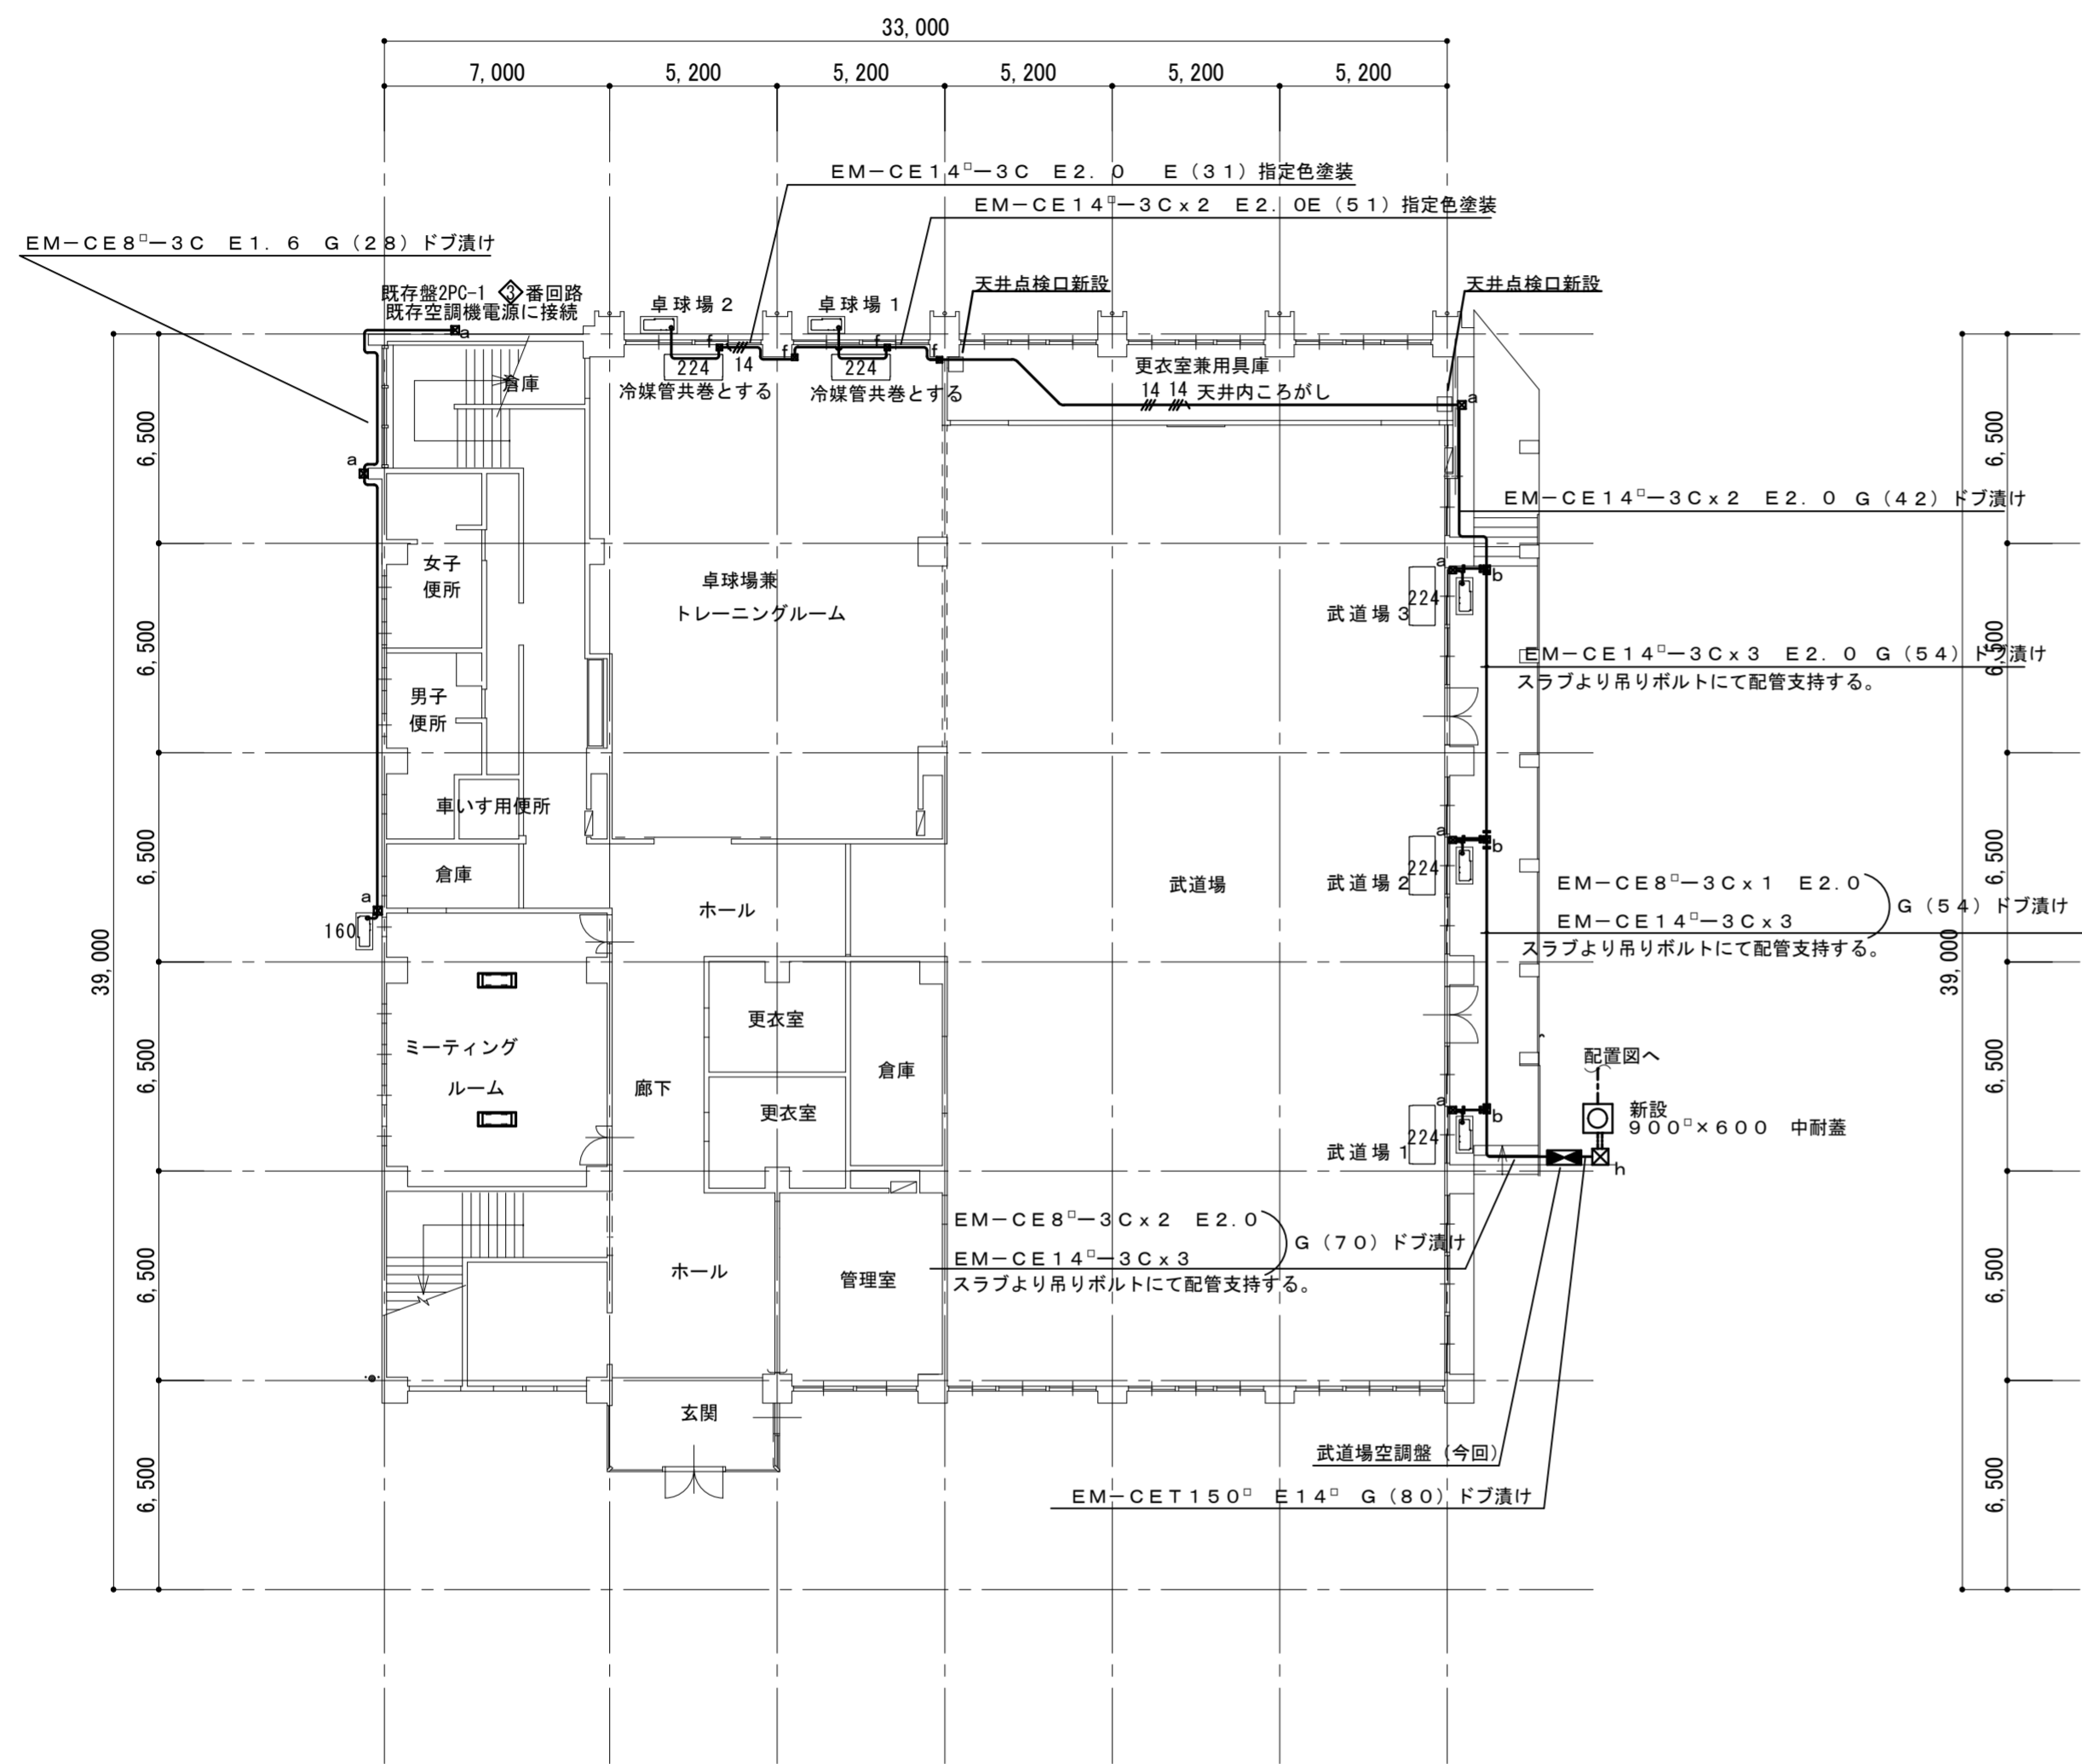 33,000
7,000 5,200 5,200 5,200 5,200 5,200
EM−CE14□−3C E2.0 E(31)指定色塗装
EM−CE14□−3Cx2 E2.0E(51)指定色塗装
EM−CE8□−3C E1.6 G(28)ドブ漬け
既存盤2PC-1 3番回路
既存空調機電源に接続
卓球場2
卓球場1
天井点検口新設
天井点検口新設
a
f
f
f
f
14
224
224
冷媒管共巻とする
冷媒管共巻とする
倉庫
更衣室兼用具庫
14 14 天井内ころがし
a
6,500
6,500
a
EM−CE14□−3Cx2 E2.0 G(42)ドブ漬け
女子
便所
卓球場兼
トレーニングルーム
a
b
224
武道場3
6,500
6,500
EM−CE14□−3Cx3 E2.0 G(54)ドブ漬け
スラブより吊りボルトにて配管支持する。
男子
便所
車いす用便所
a
b
224
武道場2
武道場
6,500
6,500
倉庫
EM−CE8□−3Cx1 E2.0
EM−CE14□−3Cx3
G(54)ドブ漬け
スラブより吊りボルトにて配管支持する。
a
160
ホール
39,000
39,000
更衣室
ミーティング
ルーム
廊下
倉庫
更衣室
6,500
6,500
配置図へ
新設
900□×600 中耐蓋
a
b
224
武道場1
h
EM−CE8□−3Cx2 E2.0
EM−CE14□−3Cx3
G(70)ドブ漬け
スラブより吊りボルトにて配管支持する。
ホール
管理室
6,500
6,500
玄関
武道場空調盤(今回)
EM−CET150□ E14□ G(80)ドブ漬け
6,500
6,500